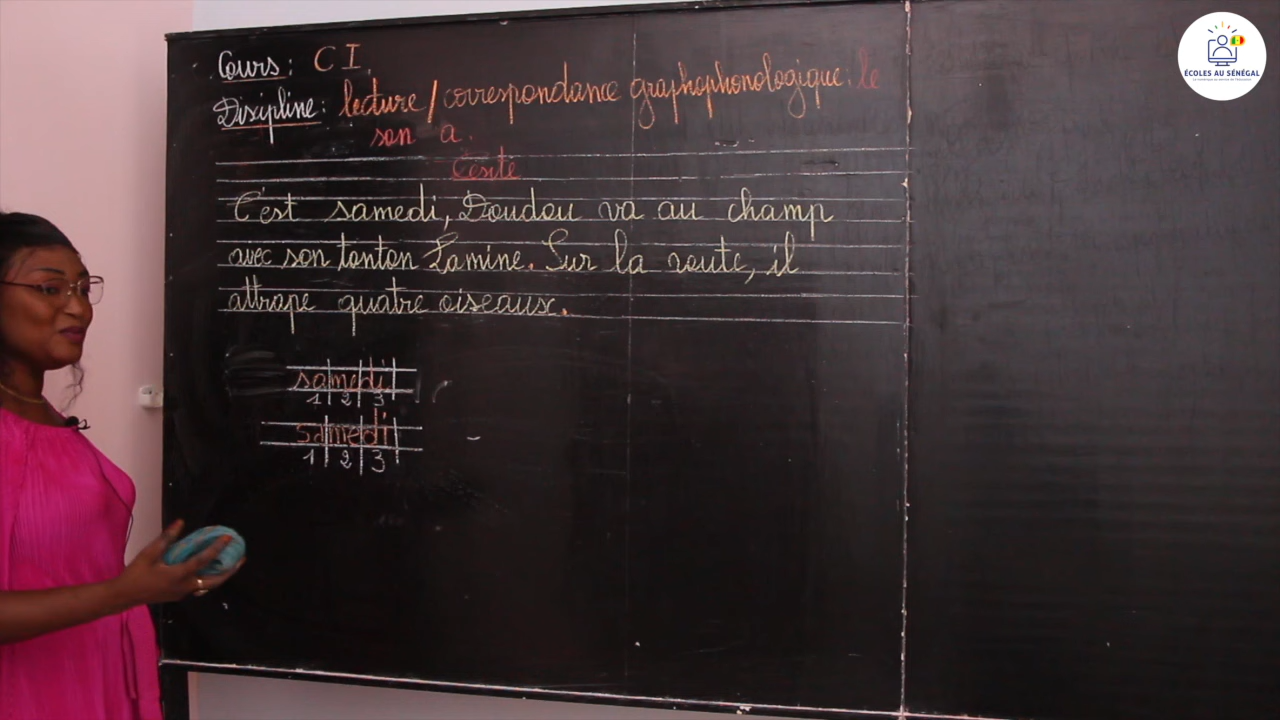 Cours : C I
Discipline : lecture / correspondance graphophonologique : le
son a.
Texte
C'est samedi, Doudou va au champ
avec son tonton Lamine. Sur la route, il
attrape quatre oiseaux.
samedi
1 2 3
samedi
1 2 3
ÉCOLES AU SÉNÉGAL